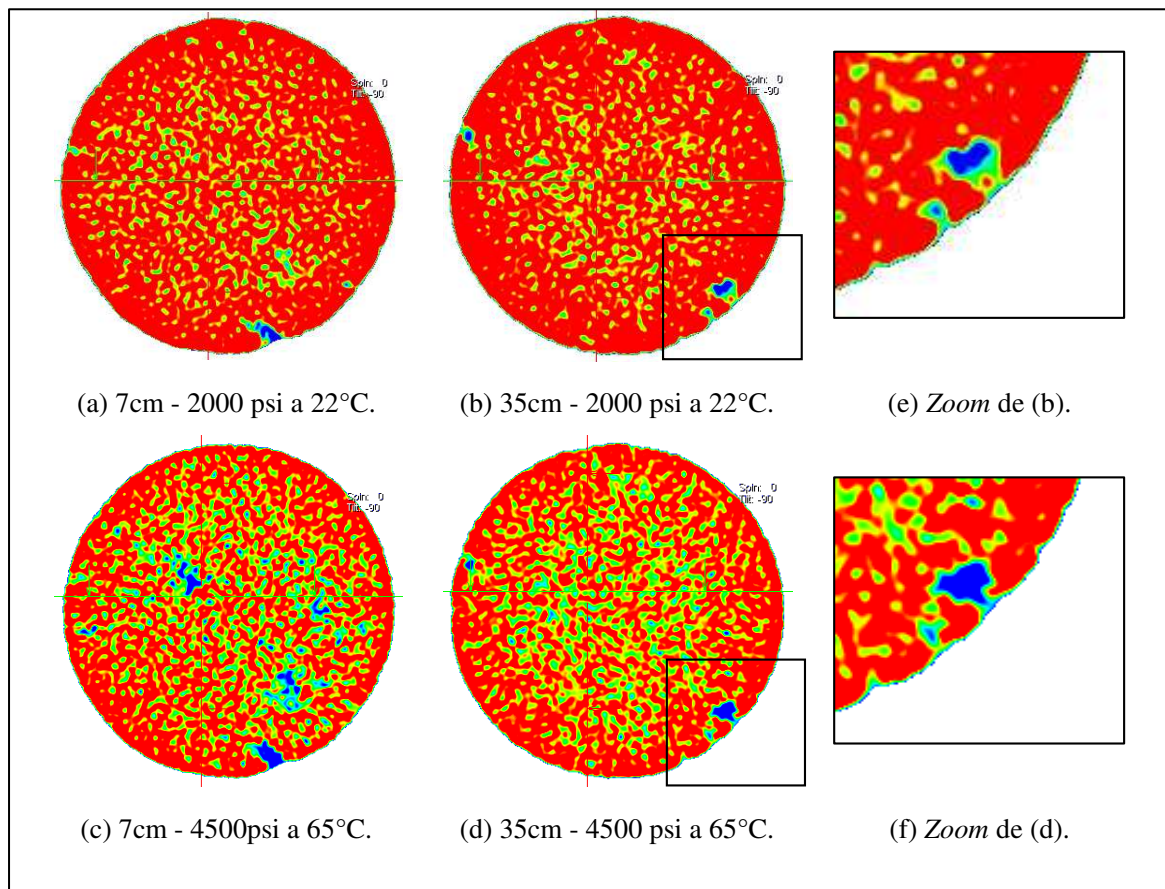 Spin: 0
Tilt: -90
Spin: 0
Tilt: -90
(a) 7cm - 2000 psi a 22°C.
(b) 35cm - 2000 psi a 22°C.
(e) Zoom de (b).
Spin: 0
Tilt: -90
Spin: 0
Tilt: -90
(c) 7cm - 4500psi a 65°C.
(d) 35cm - 4500 psi a 65°C.
(f) Zoom de (d).